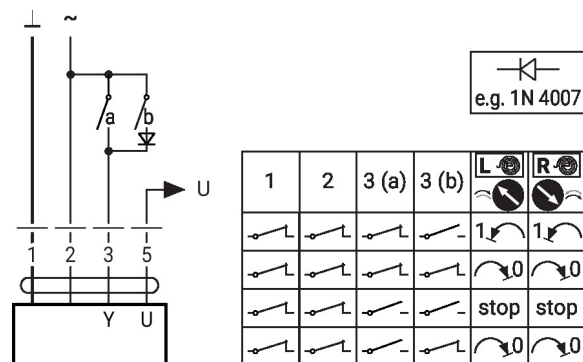 ⊥ ~
a b
U
1 2 3 5
Y U
e.g. 1N 4007
1 2 3 (a) 3 (b) L R
1 1
0 0
stop stop
0 0